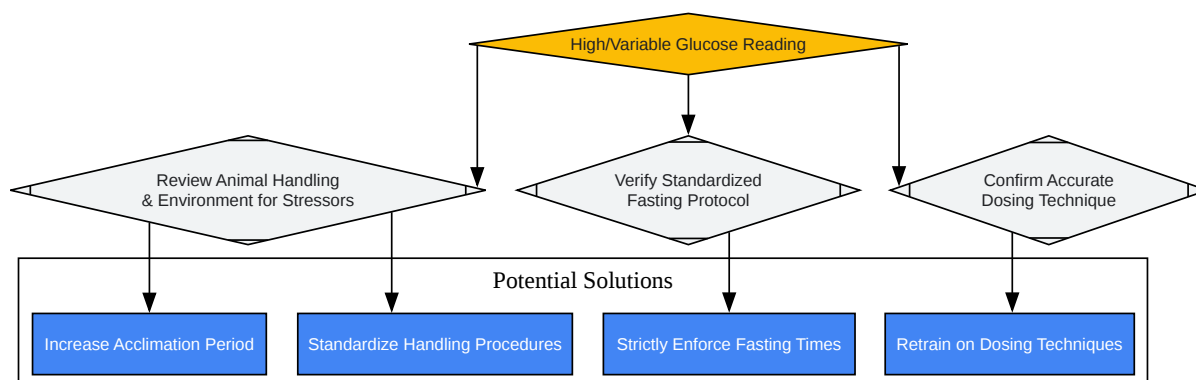 High/Variable Glucose Reading
Review Animal Handling
& Environment for Stressors
Verify Standardized
Fasting Protocol
Confirm Accurate
Dosing Technique
Potential Solutions
Increase Acclimation Period
Standardize Handling Procedures
Strictly Enforce Fasting Times
Retrain on Dosing Techniques